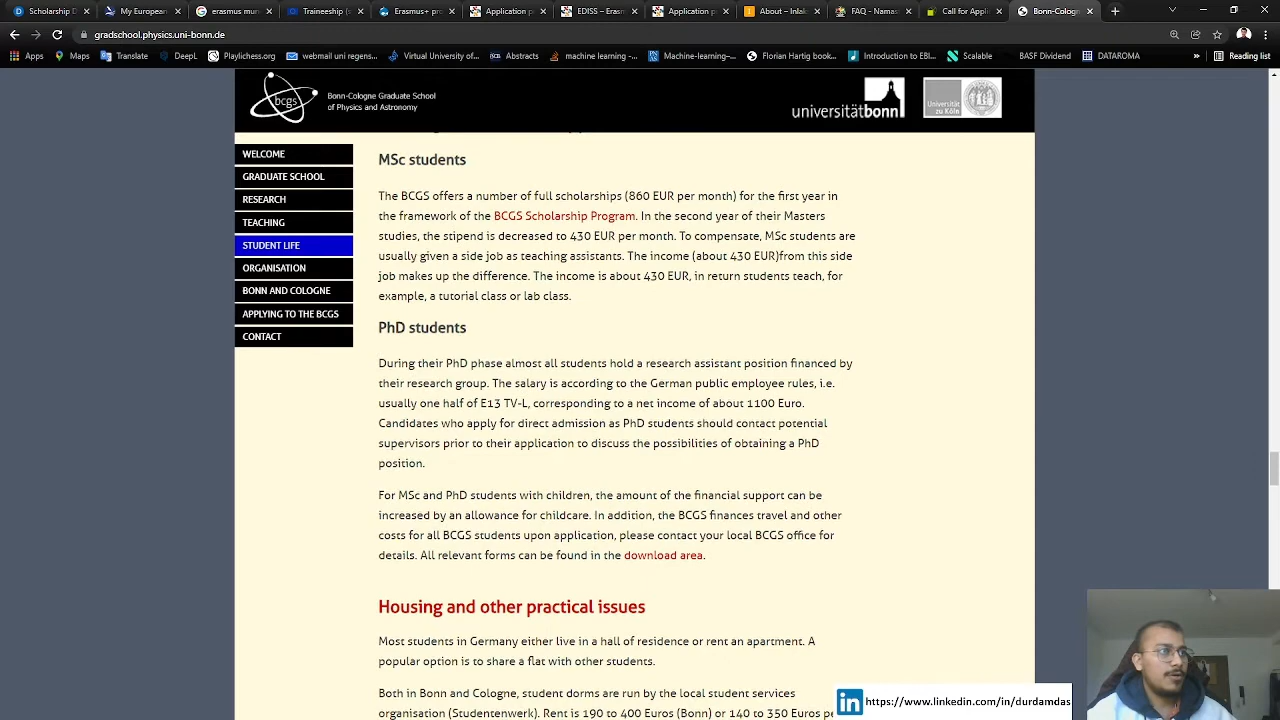 Scholarship D
My European
erasmus mu
Traineeship
Erasmus+ pr
Application
EDISS – Eras
Application
About – Inlak
FAQ - Namas
Call for Appli
Bonn-Cologn
gradschool.physics.uni-bonn.de
Apps Maps Translate DeepL Playlichess.org webmail uni regens... Virtual University of... Abstracts machine learning -... Machine-learning-... Florian Hartig book... Introduction to EBI... Scalable BASF Dividend DATAROMA » Reading list
bcgs
Bonn-Cologne Graduate School
of Physics and Astronomy
universitätbonn
Universität
zu Köln
WELCOME
GRADUATE SCHOOL
RESEARCH
TEACHING
STUDENT LIFE
ORGANISATION
BONN AND COLOGNE
APPLYING TO THE BCGS
CONTACT
MSc students
The BCGS offers a number of full scholarships (860 EUR per month) for the first year in
the framework of the BCGS Scholarship Program. In the second year of their Masters
studies, the stipend is decreased to 430 EUR per month. To compensate, MSc students are
usually given a side job as teaching assistants. The income (about 430 EUR)from this side
job makes up the difference. The income is about 430 EUR, in return students teach, for
example, a tutorial class or lab class.
PhD students
During their PhD phase almost all students hold a research assistant position financed by
their research group. The salary is according to the German public employee rules, i.e.
usually one half of E13 TV-L, corresponding to a net income of about 1100 Euro.
Candidates who apply for direct admission as PhD students should contact potential
supervisors prior to their application to discuss the possibilities of obtaining a PhD
position.
For MSc and PhD students with children, the amount of the financial support can be
increased by an allowance for childcare. In addition, the BCGS finances travel and other
costs for all BCGS students upon application, please contact your local BCGS office for
details. All relevant forms can be found in the download area.
Housing and other practical issues
Most students in Germany either live in a hall of residence or rent an apartment. A
popular option is to share a flat with other students.
Both in Bonn and Cologne, student dorms are run by the local student services
organisation (Studentenwerk). Rent is 190 to 400 Euros (Bonn) or 140 to 350 Euros pe
in https://www.linkedin.com/in/durdamdas